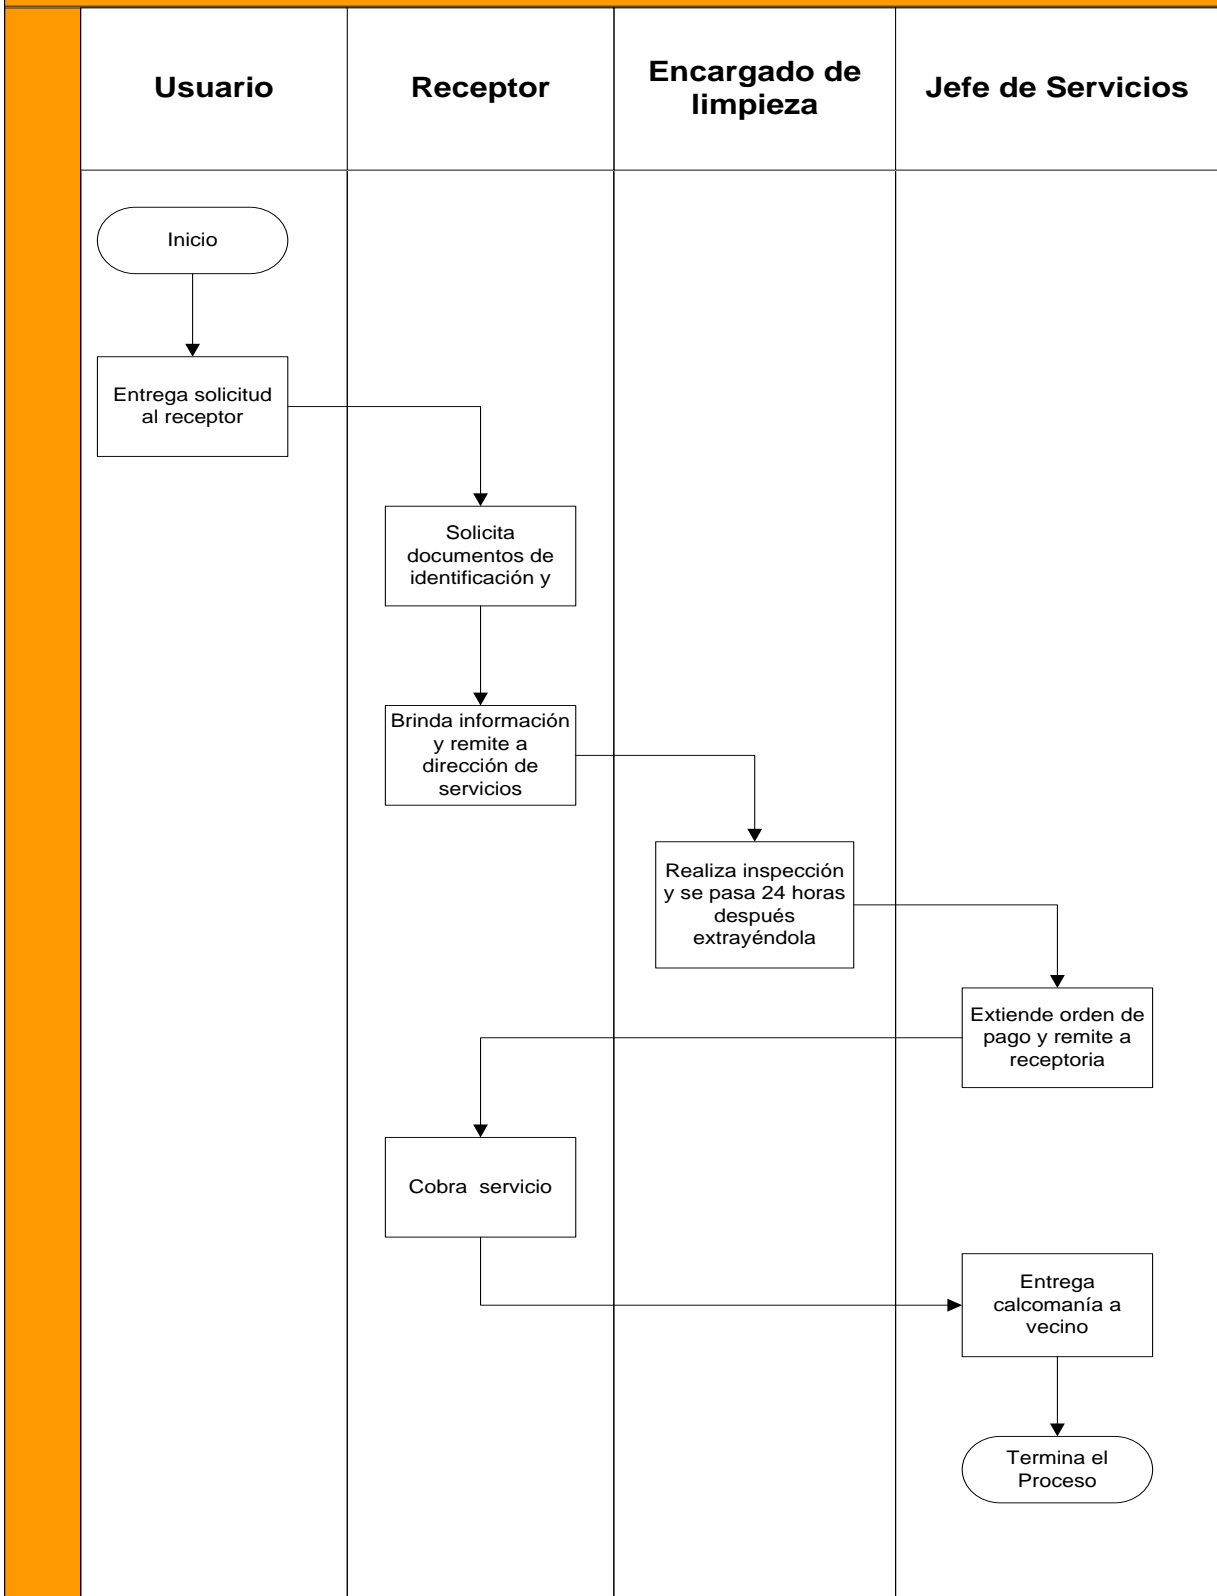 Usuario
Receptor
Encargado de
limpieza
Jefe de Servicios
Inicio
Entrega solicitud
al receptor
Solicita
documentos de
identificación y
Brinda información
y remite a
dirección de
servicios
Realiza inspección
y se pasa 24 horas
después
extrayéndola
Extiende orden de
pago y remite a
receptoria
Cobra servicio
Entrega
calcomanía a
vecino
Termina el
Proceso